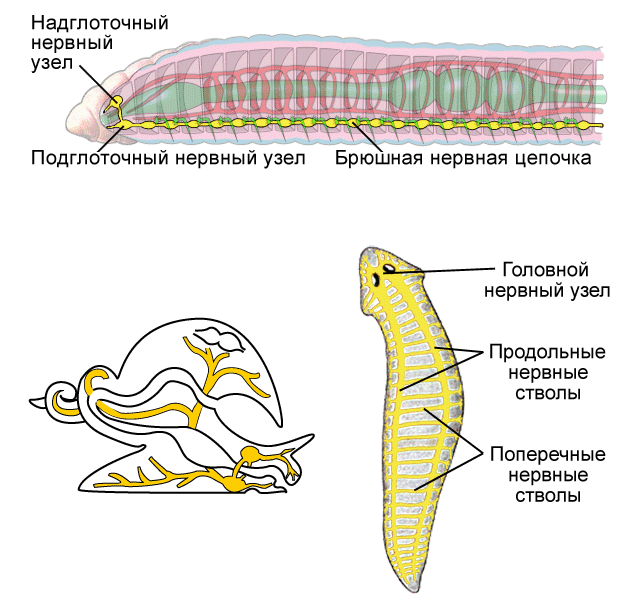 Надглоточный
нервный
узел
Подглоточный нервный узел
Брюшная нервная цепочка
Головной
нервный узел
Продольные
нервные
стволы
Поперечные
нервные
стволы